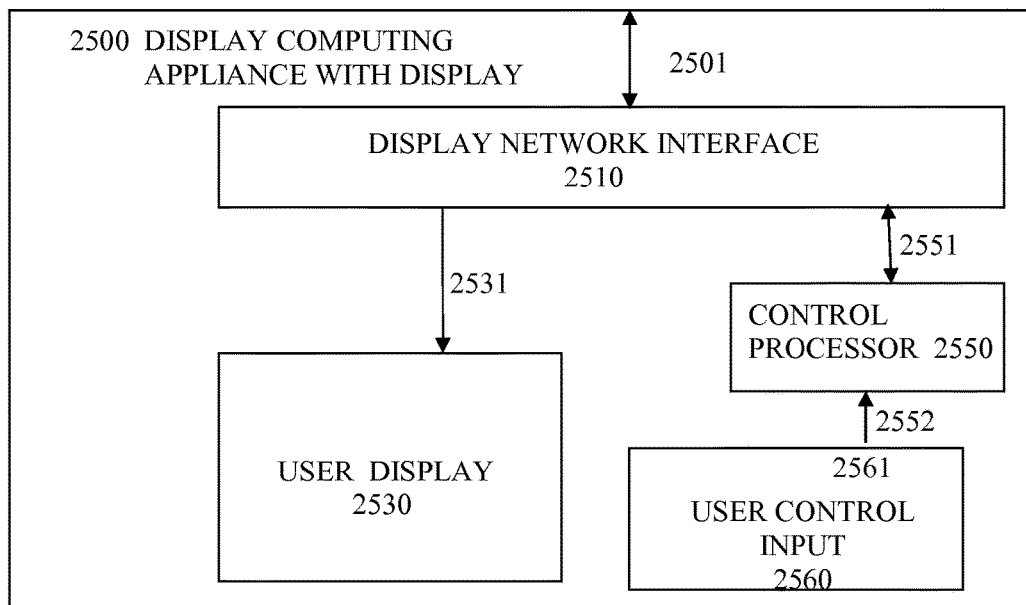 2500 DISPLAY COMPUTING
APPLIANCE WITH DISPLAY
2501
DISPLAY NETWORK INTERFACE
2510
2531
2551
CONTROL
PROCESSOR 2550
2552
USER DISPLAY
2530
2561
USER CONTROL
INPUT
2560